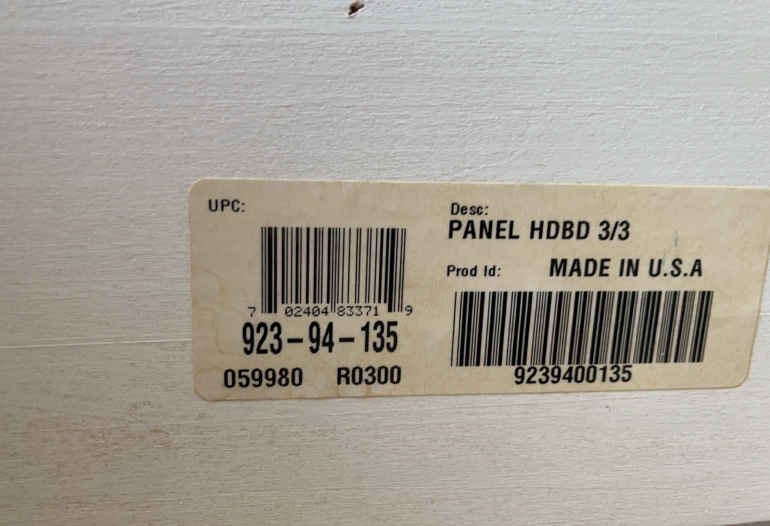 UPC:
7 02404 83371 9
923-94-135
059980 R0300
Desc:
PANEL HDBD 3/3
Prod Id: MADE IN U.S.A
9239400135